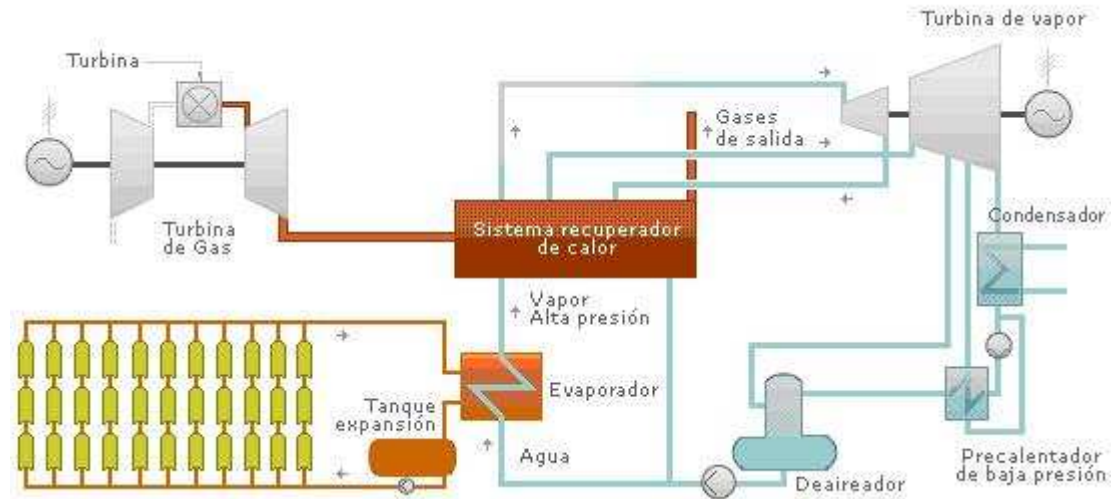 Turbina de vapor
Turbina
Gases
de salida
Turbina
de Gas
Sistema recuperador
de calor
Condensador
Vapor
Alta presión
Evaporador
Tanque
expansión
Agua
Deaireador
Precalentador
de baja presión